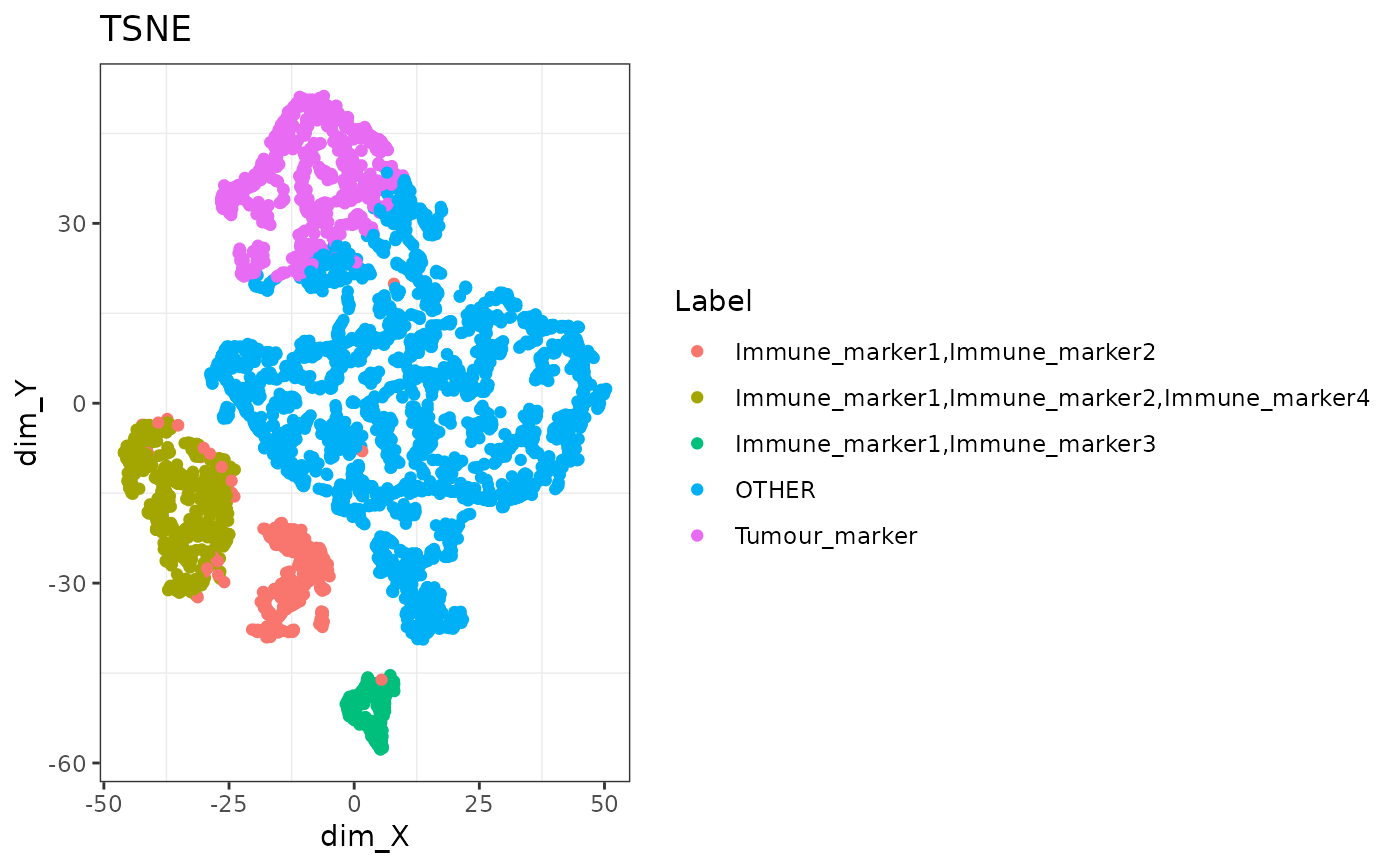 TSNE
30
0
-30
-60
dim_Y
-50
-25
0
25
50
dim_X
Label
Immune_marker1,Immune_marker2
Immune_marker1,Immune_marker2,Immune_marker4
Immune_marker1,Immune_marker3
OTHER
Tumour_marker